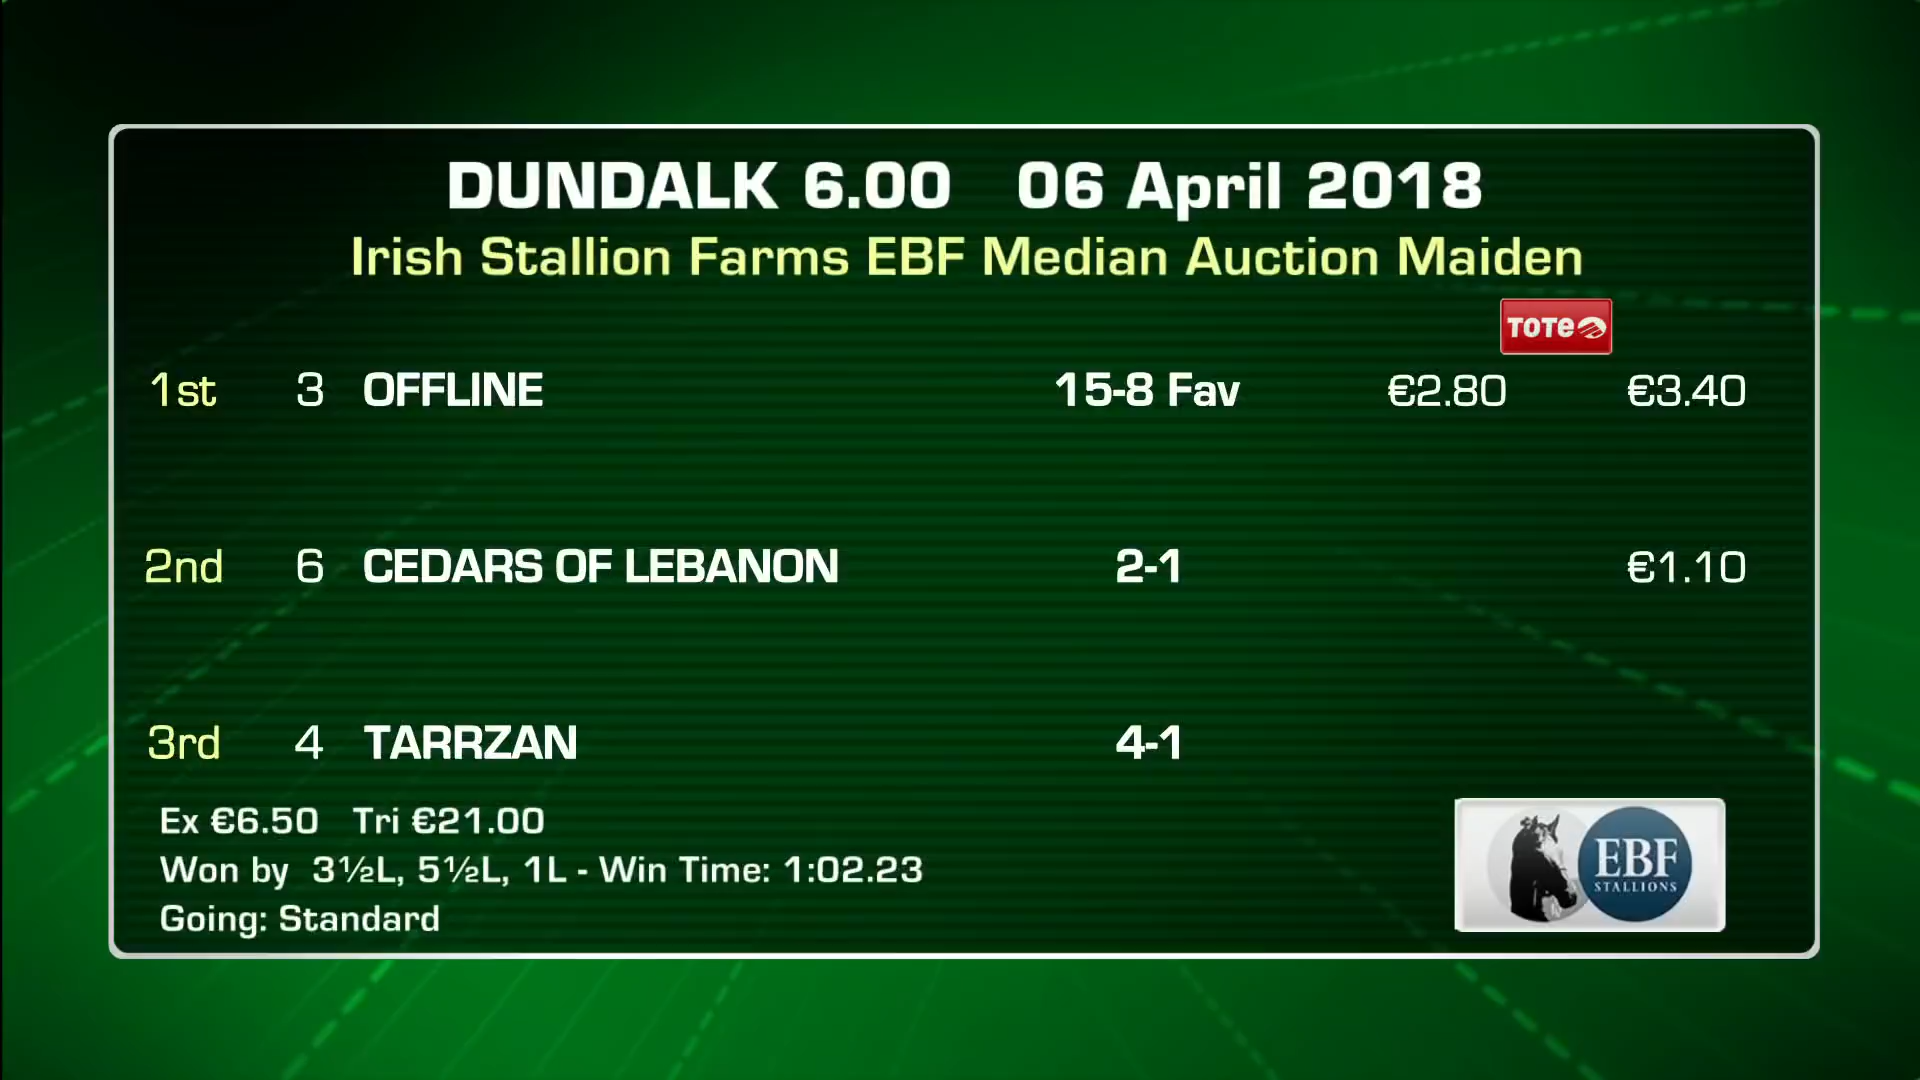 DUNDALK 6.00 06 April 2018
Irish Stallion Farms EBF Median Auction Maiden
TOTE
1st 3 OFFLINE 15-8 Fav €2.80 €3.40
2nd 6 CEDARS OF LEBANON 2-1 €1.10
3rd 4 TARRZAN 4-1
Ex €6.50 Tri €21.00
Won by 3½L, 5½L, 1L - Win Time: 1:02.23
Going: Standard
EBF
STALLIONS